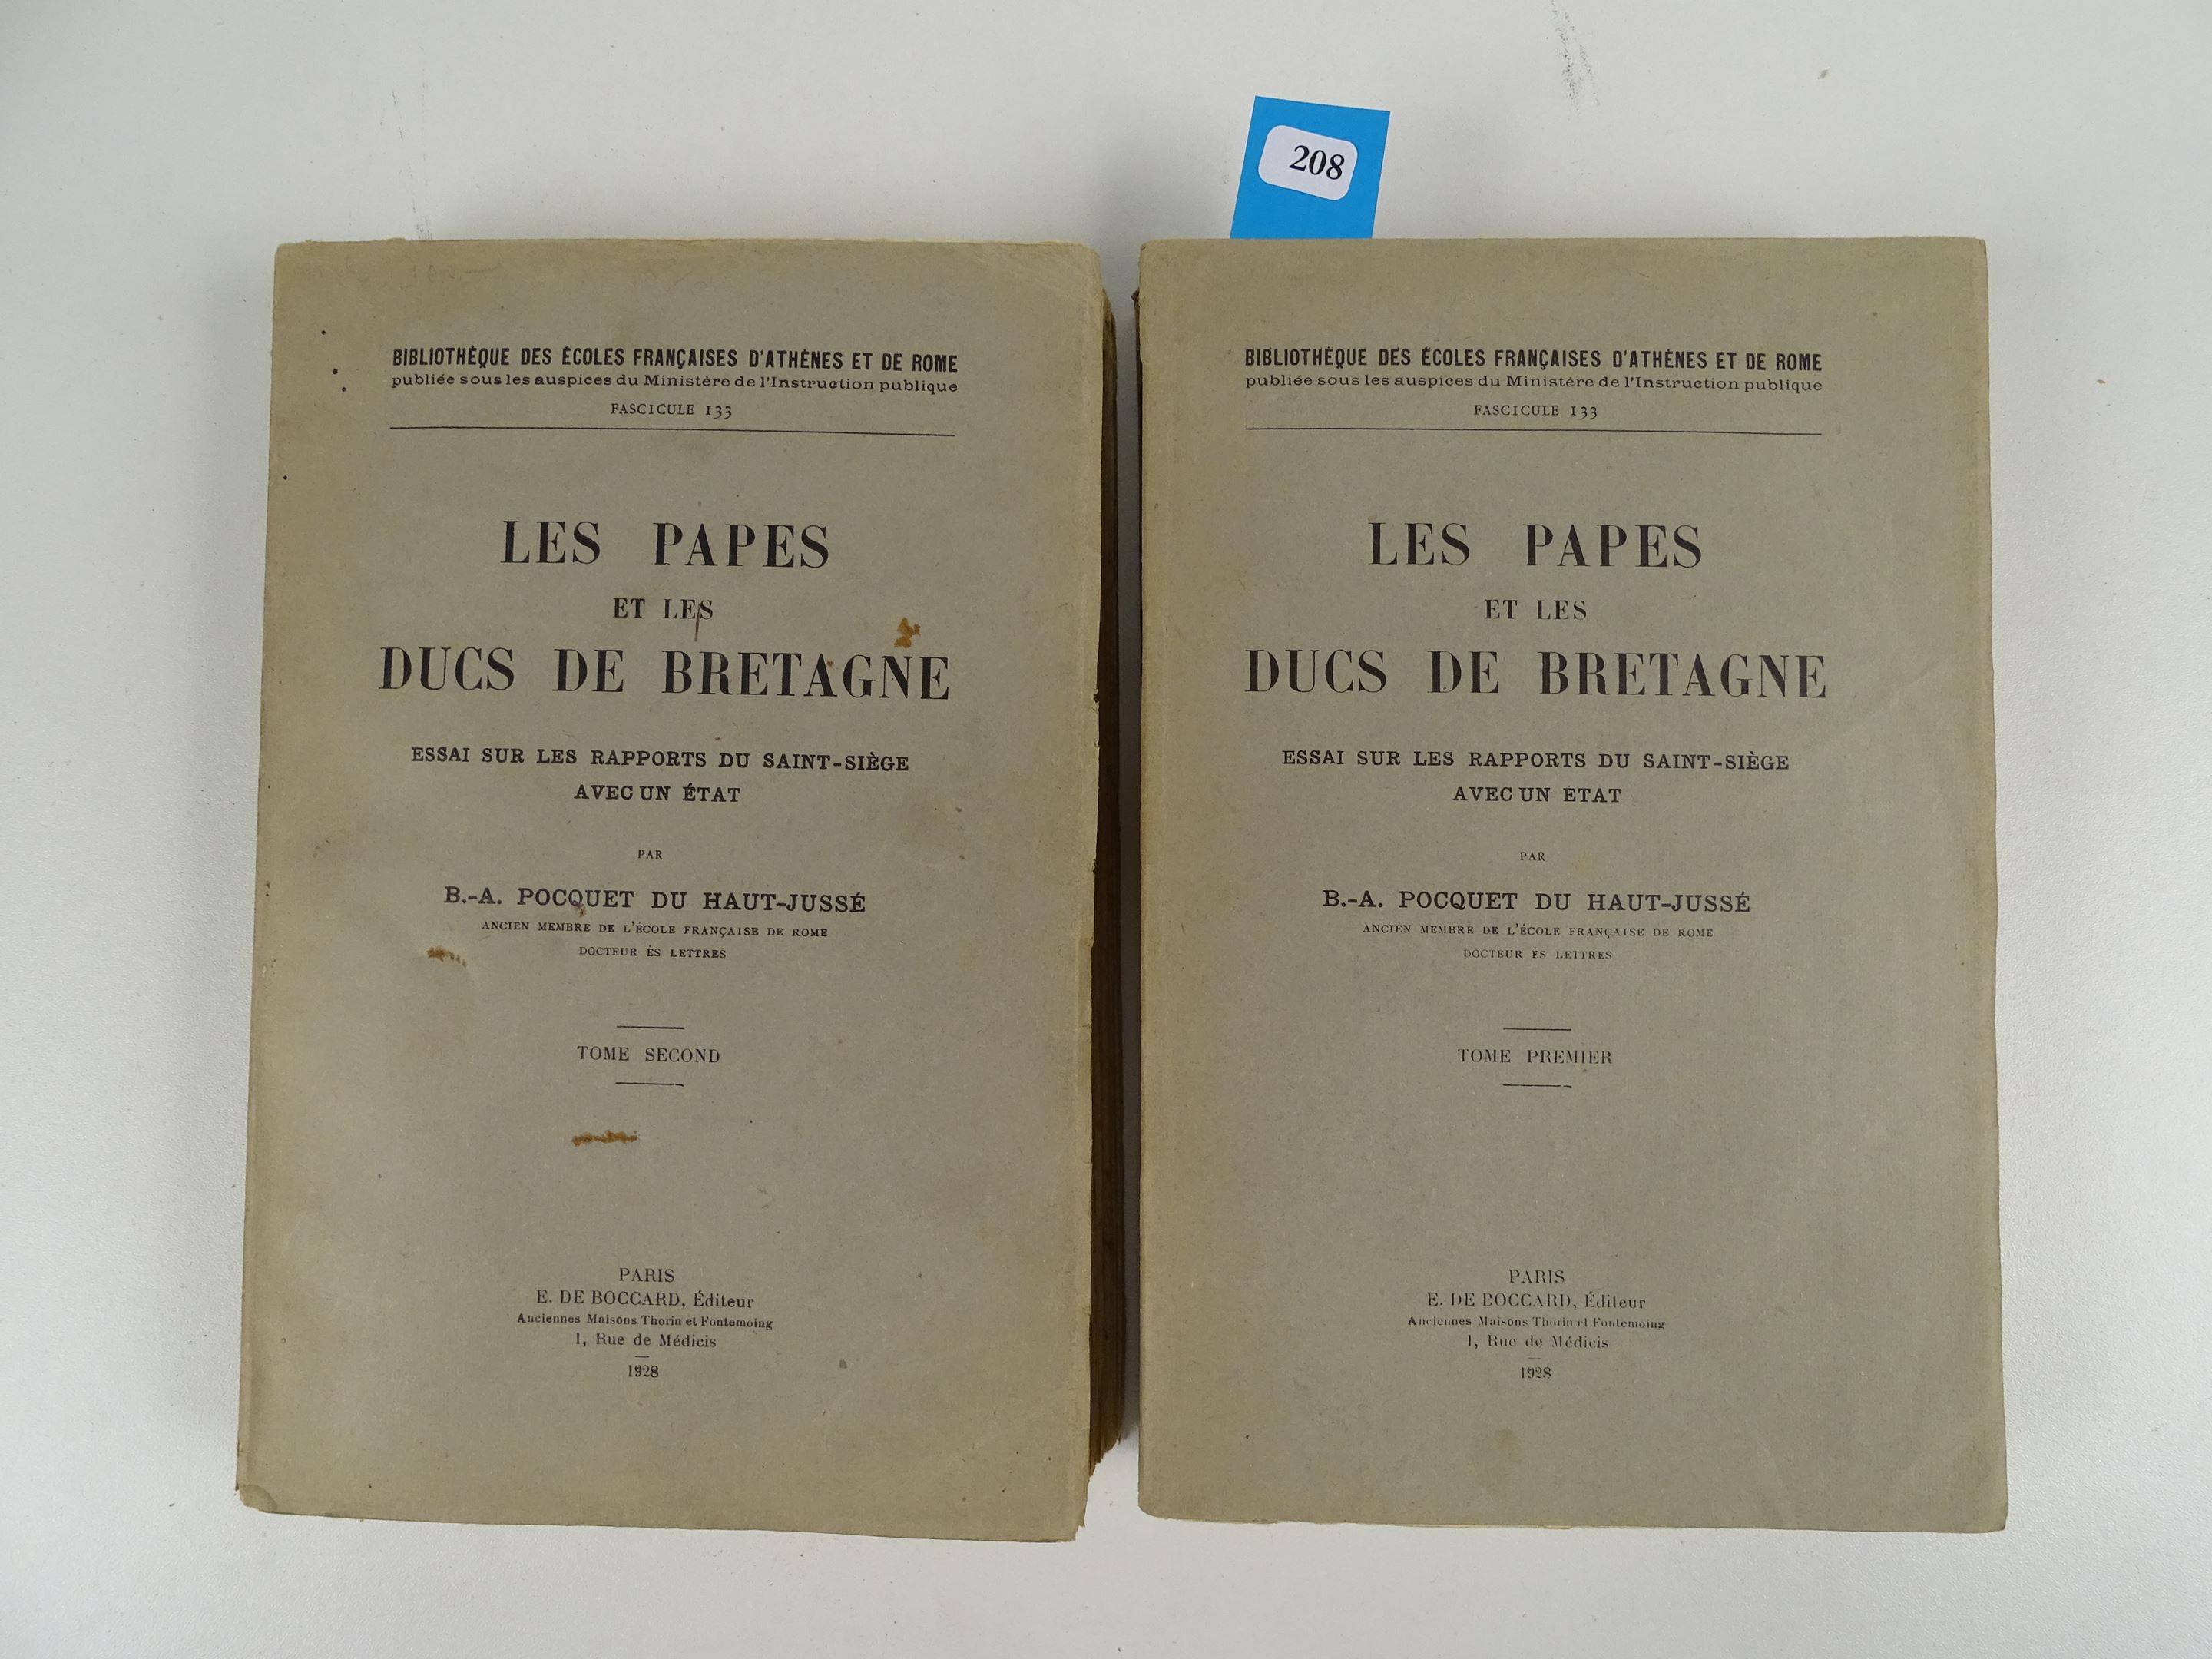 208
BIBLIOTHÈQUE DES ÉCOLES FRANÇAISES D'ATHÈNES ET DE ROME
publiée sous les auspices du Ministère de l'Instruction publique
FASCICULE 133
LES PAPES
ET LES
DUCS DE BRETAGNE
ESSAI SUR LES RAPPORTS DU SAINT-SIÈGE
AVEC UN ÉTAT
PAR
B.-A. POCQUET DU HAUT-JUSSÉ
ANCIEN MEMBRE DE L'ÉCOLE FRANÇAISE DE ROME
DOCTEUR ÈS LETTRES
TOME SECOND
PARIS
E. DE BOCCARD, Éditeur
Anciennes Maisons Thorin et Fontemoing
1, Rue de Médicis
1928
BIBLIOTHÈQUE DES ÉCOLES FRANÇAISES D'ATHÈNES ET DE ROME
publiée sous les auspices du Ministère de l'Instruction publique
FASCICULE 133
LES PAPES
ET LES
DUCS DE BRETAGNE
ESSAI SUR LES RAPPORTS DU SAINT-SIÈGE
AVEC UN ETAT
PAR
B.-A. POCQUET DU HAUT-JUSSÉ
ANCIEN MEMBRE DE L'ÉCOLE FRANÇAISE DE ROME
DOCTEUR ÈS LETTRES
TOME PREMIER
PARIS
E. DE BOCCARD, Éditeur
Anciennes Maisons Thorin et Fontemoing
1, Rue de Médicis
1928